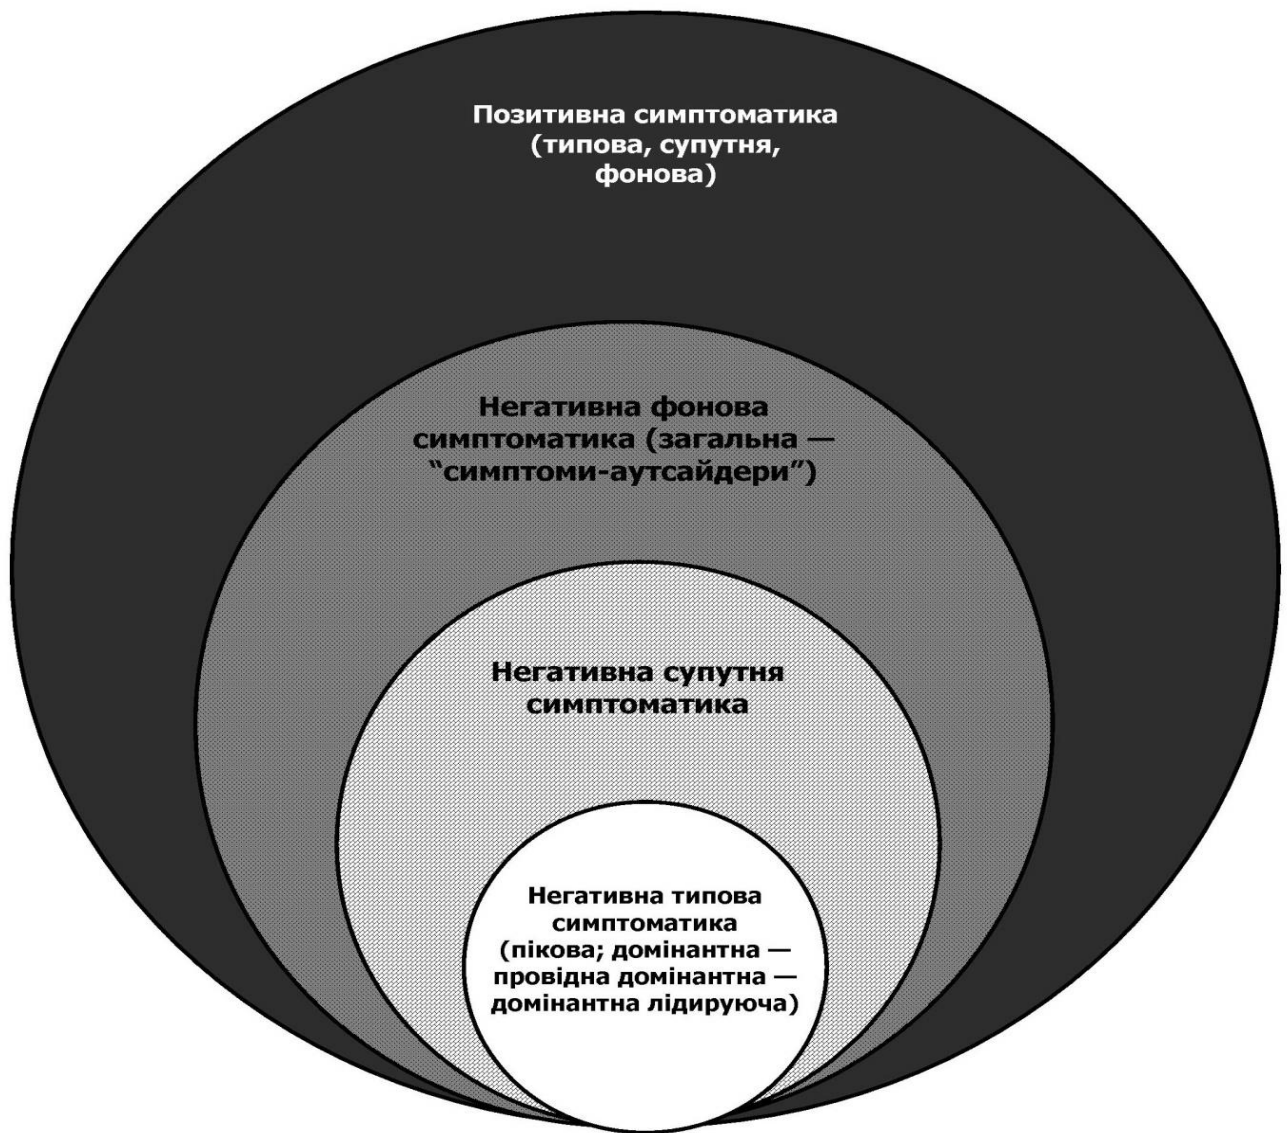 Позитивна симптоматика
(типова, супутня,
фонова)
Негативна фонова
симптоматика (загальна —
“симптоми-аутсайдери”)
Негативна супутня
симптоматика
Негативна типова
симптоматика
(пікова; домінантна —
провідна домінантна —
домінантна лідируюча)